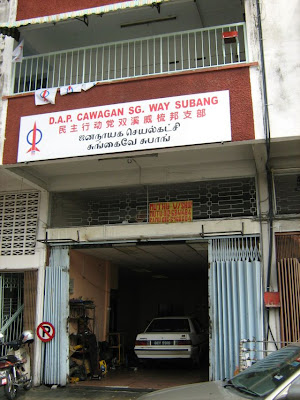 D.A.P. CAWAGAN SG. WAY SUBANG
民主行动党双溪威梳邦支部
ஜனநாயக செயல்கட்சி
சுங்கைவே சுபாங்